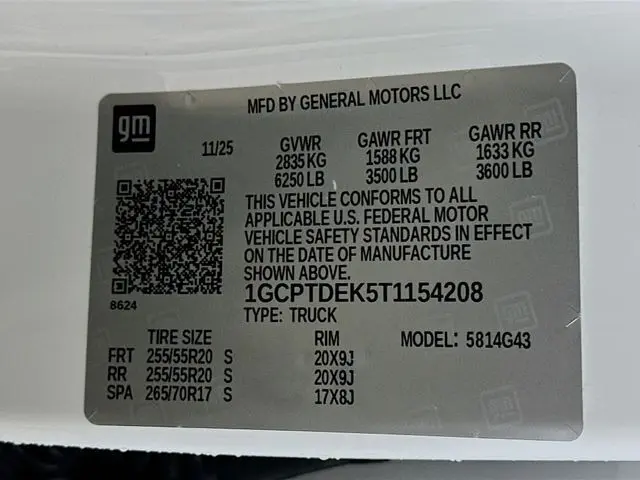 MFD BY GENERAL MOTORS LLC
gm
11/25 GVWR GAWR FRT GAWR RR
2835 KG 1588 KG 1633 KG
6250 LB 3500 LB 3600 LB
THIS VEHICLE CONFORMS TO ALL
APPLICABLE U.S. FEDERAL MOTOR
VEHICLE SAFETY STANDARDS IN EFFECT
ON THE DATE OF MANUFACTURE
SHOWN ABOVE.
8624
1GCPTDEK5T1154208
TYPE: TRUCK
TIRE SIZE RIM MODEL: 5814G43
FRT 255/55R20 S 20X9J
RR 255/55R20 S 20X9J
SPA 265/70R17 S 17X8J